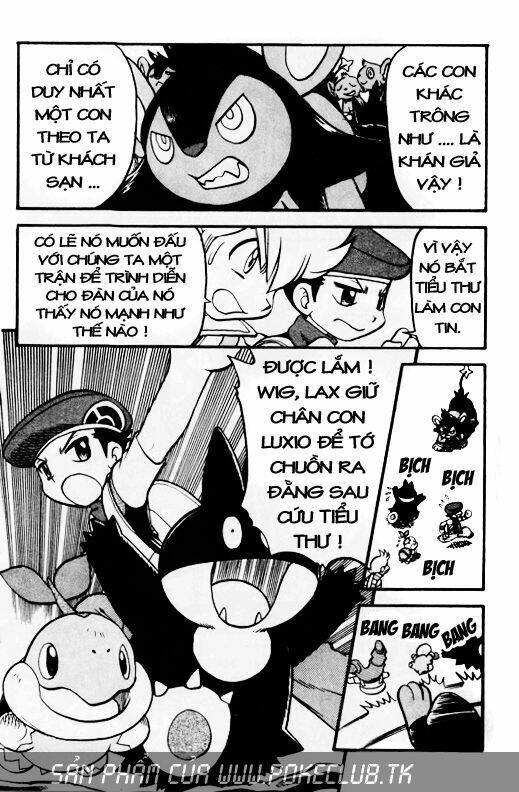 CHỈ CÓ
DUY NHẤT
MỘT CON
THEO TA
TỪ KHÁCH
SẠN ...
CÁC CON
KHÁC
TRÔNG
NHƯ .... LÀ
KHÁN GIẢ
VẬY !
CÓ LẼ NÓ MUỐN ĐẤU
VỚI CHÚNG TA MỘT
TRẬN ĐỂ TRÌNH DIỄN
CHO ĐÀN CỦA NÓ
THẤY NÓ MẠNH NHƯ
THẾ NÀO !
VÌ VẬY
NÓ BẮT
TIỂU THƯ
LÀM CON
TIN.
ĐƯỢC LẮM !
WIG, LAX GIỮ
CHÂN CON
LUXIO ĐỂ TỚ
CHUỒN RA
ĐẰNG SAU
CỨU TIỂU
THƯ !
BỊCH
BỊCH
BỊCH
BANG BANG BANG
SẢN PHẨM CỦA WWW.POKECLUB.TK